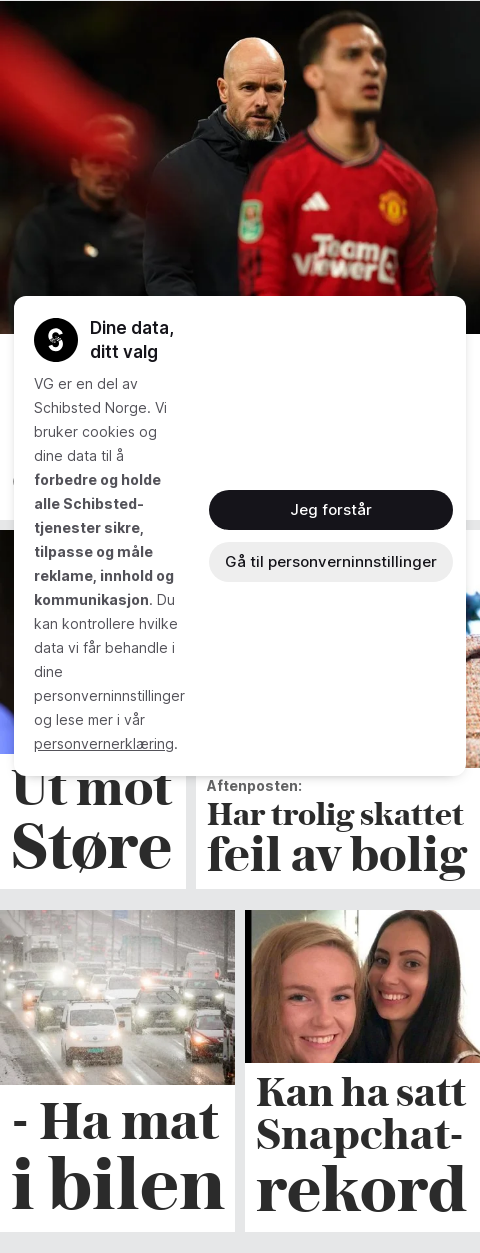 Team
Viewer
Dine data,
ditt valg
VG er en del av
Schibsted Norge. Vi
bruker cookies og
dine data til å
forbedre og holde
alle Schibsted-
tjenester sikre,
tilpasse og måle
reklame, innhold og
kommunikasjon. Du
kan kontrollere hvilke
data vi får behandle i
dine
personverninnstillinger
og lese mer i vår
personvernerklæring.
Jeg forstår
Gå til personverninnstillinger
Ut mot
Støre
Aftenposten:
Har trolig skattet
feil av bolig
- Ha mat
i bilen
Kan ha satt
Snapchat-
rekord